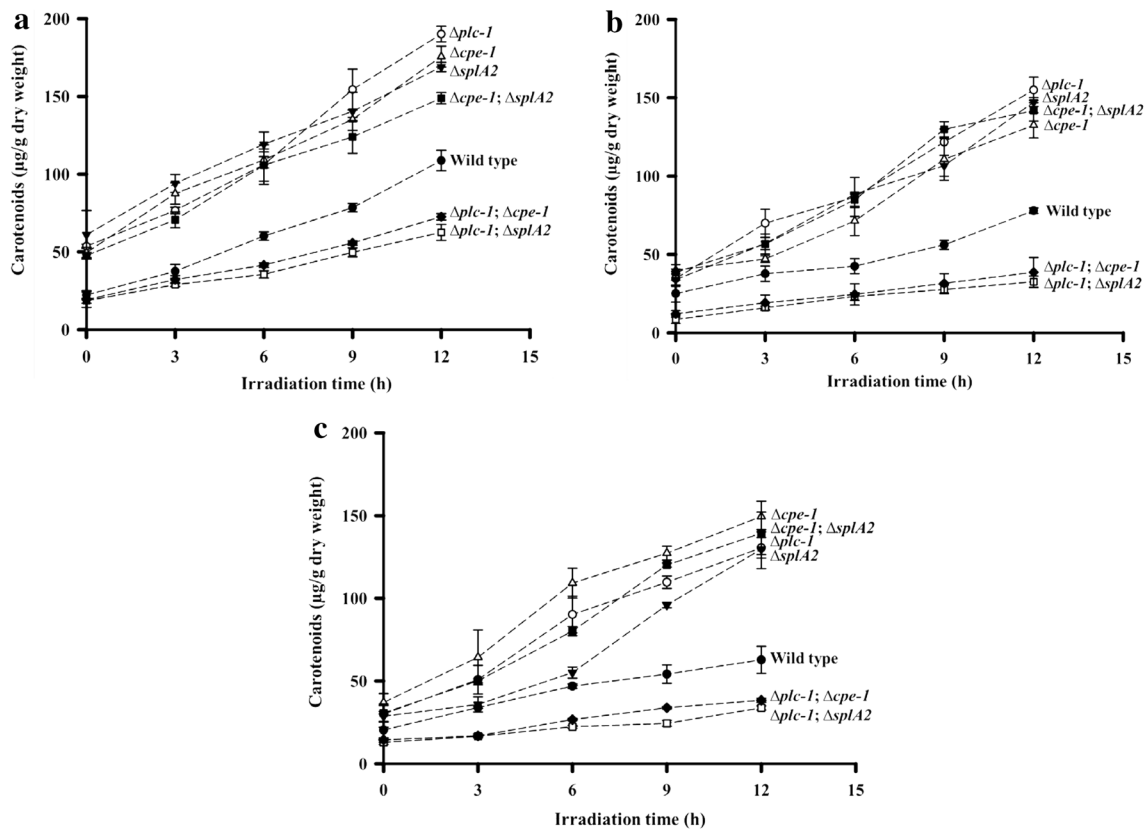 a
200
150
100
50
0
Carotenoids (µg/g dry weight)
Δplc-1
Δcpe-1
ΔsplA2
Δcpe-1; ΔsplA2
Wild type
Δplc-1; Δcpe-1
Δplc-1; ΔsplA2
0 3 6 9 12 15
Irradiation time (h)
b
200
150
100
50
0
Carotenoids (µg/g dry weight)
Δplc-1
ΔsplA2
Δcpe-1; ΔsplA2
Δcpe-1
Wild type
Δplc-1; Δcpe-1
Δplc-1; ΔsplA2
0 3 6 9 12 15
Irradiation time (h)
c
200
150
100
50
0
Carotenoids (µg/g dry weight)
Δcpe-1
Δcpe-1; ΔsplA2
Δplc-1
ΔsplA2
Wild type
Δplc-1; Δcpe-1
Δplc-1; ΔsplA2
0 3 6 9 12 15
Irradiation time (h)